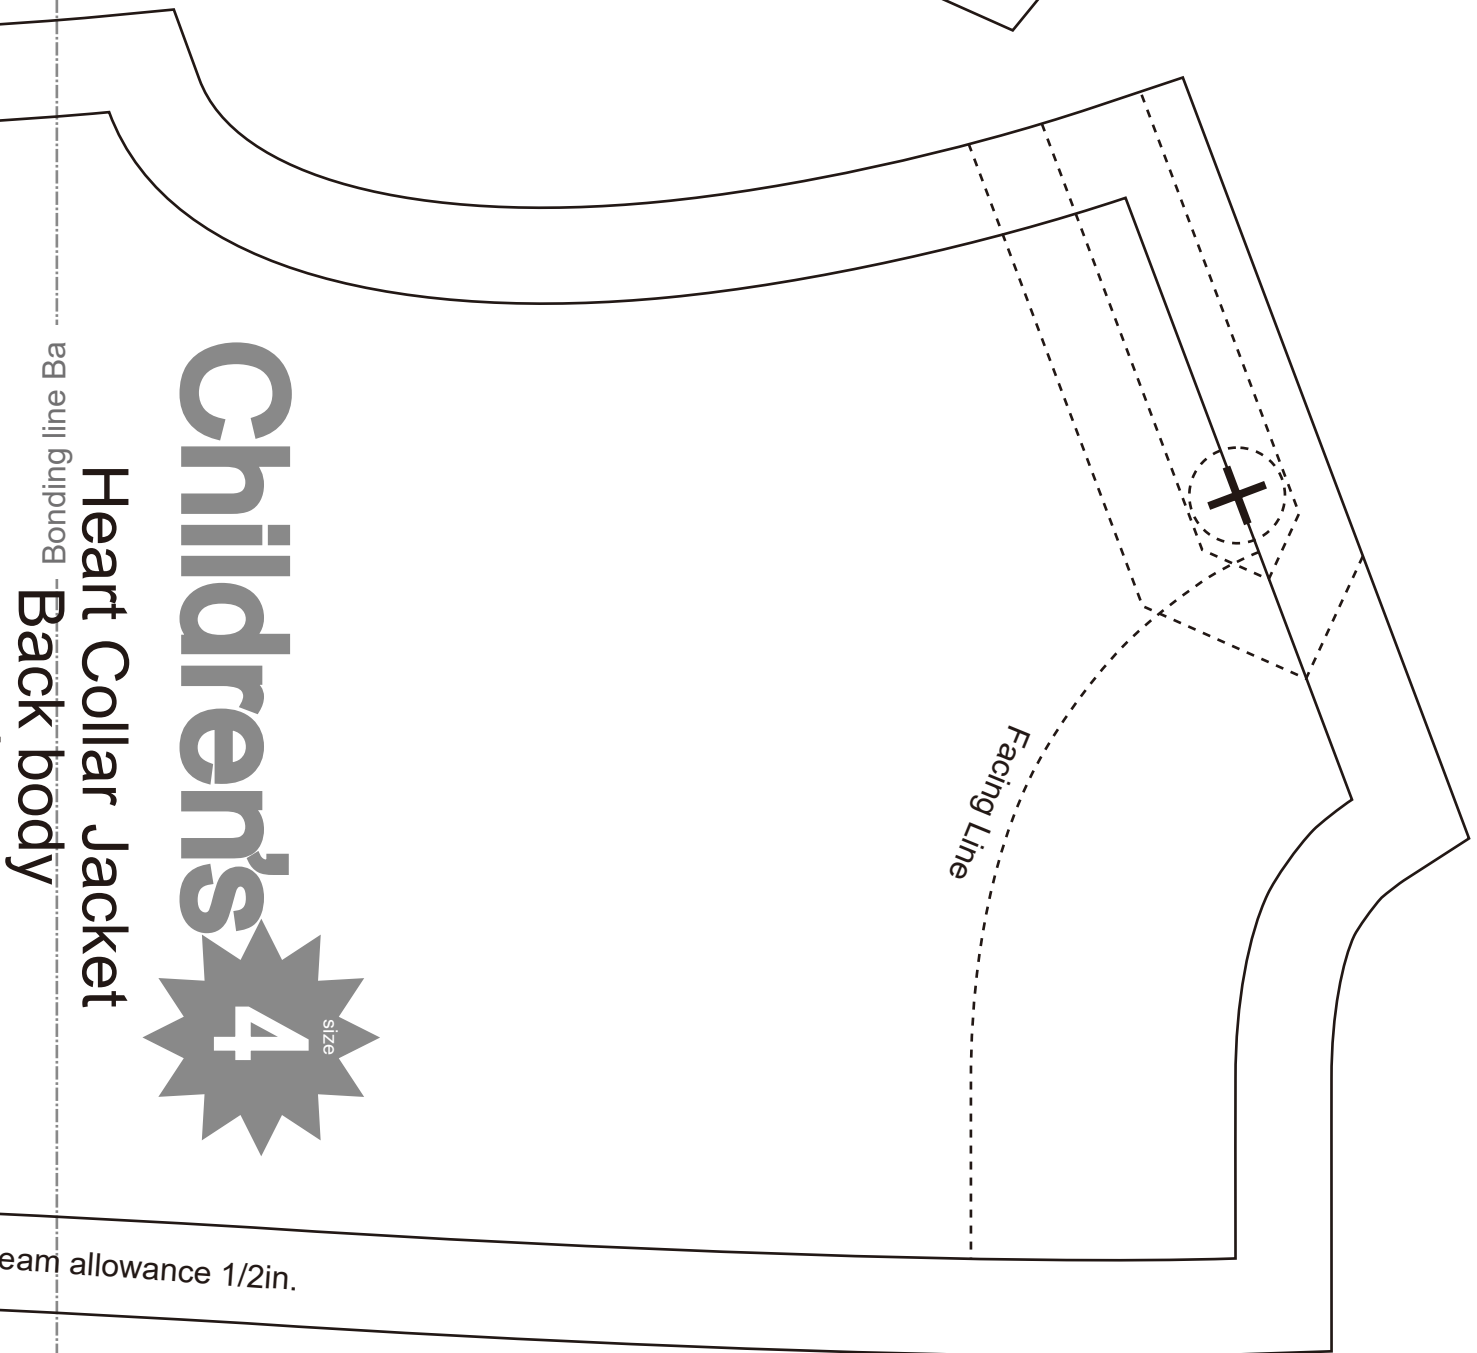 Bonding line Ba
Children's
size
4
Heart Collar Jacket
Back body
Facing Line
eam allowance 1/2in.